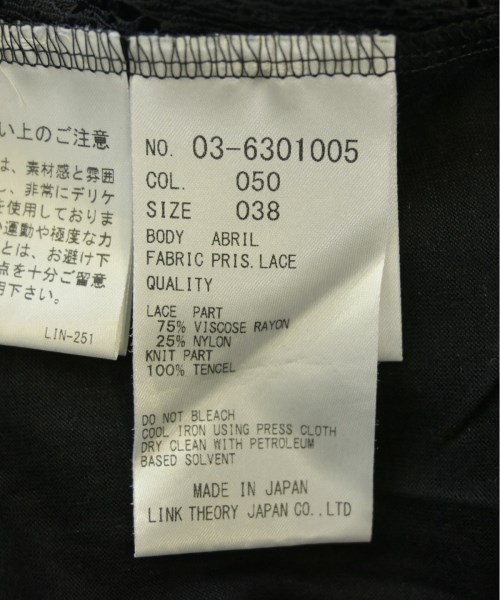 い上のご注意
は、素材感と雰囲
し、非常にデリケ
を使用しておりま
い運動や極度な力
とは、お避け下
点を十分ご留意
用下さい。
LIN-251
NO. 03-6301005
COL. 050
SIZE 038
BODY ABRIL
FABRIC PRIS.LACE
QUALITY
LACE PART
75% VISCOSE RAYON
25% NYLON
KNIT PART
100% TENCEL
DO NOT BLEACH
COOL IRON USING PRESS CLOTH
DRY CLEAN WITH PETROLEUM
BASED SOLVENT
MADE IN JAPAN
LINK THEORY JAPAN CO.,LTD